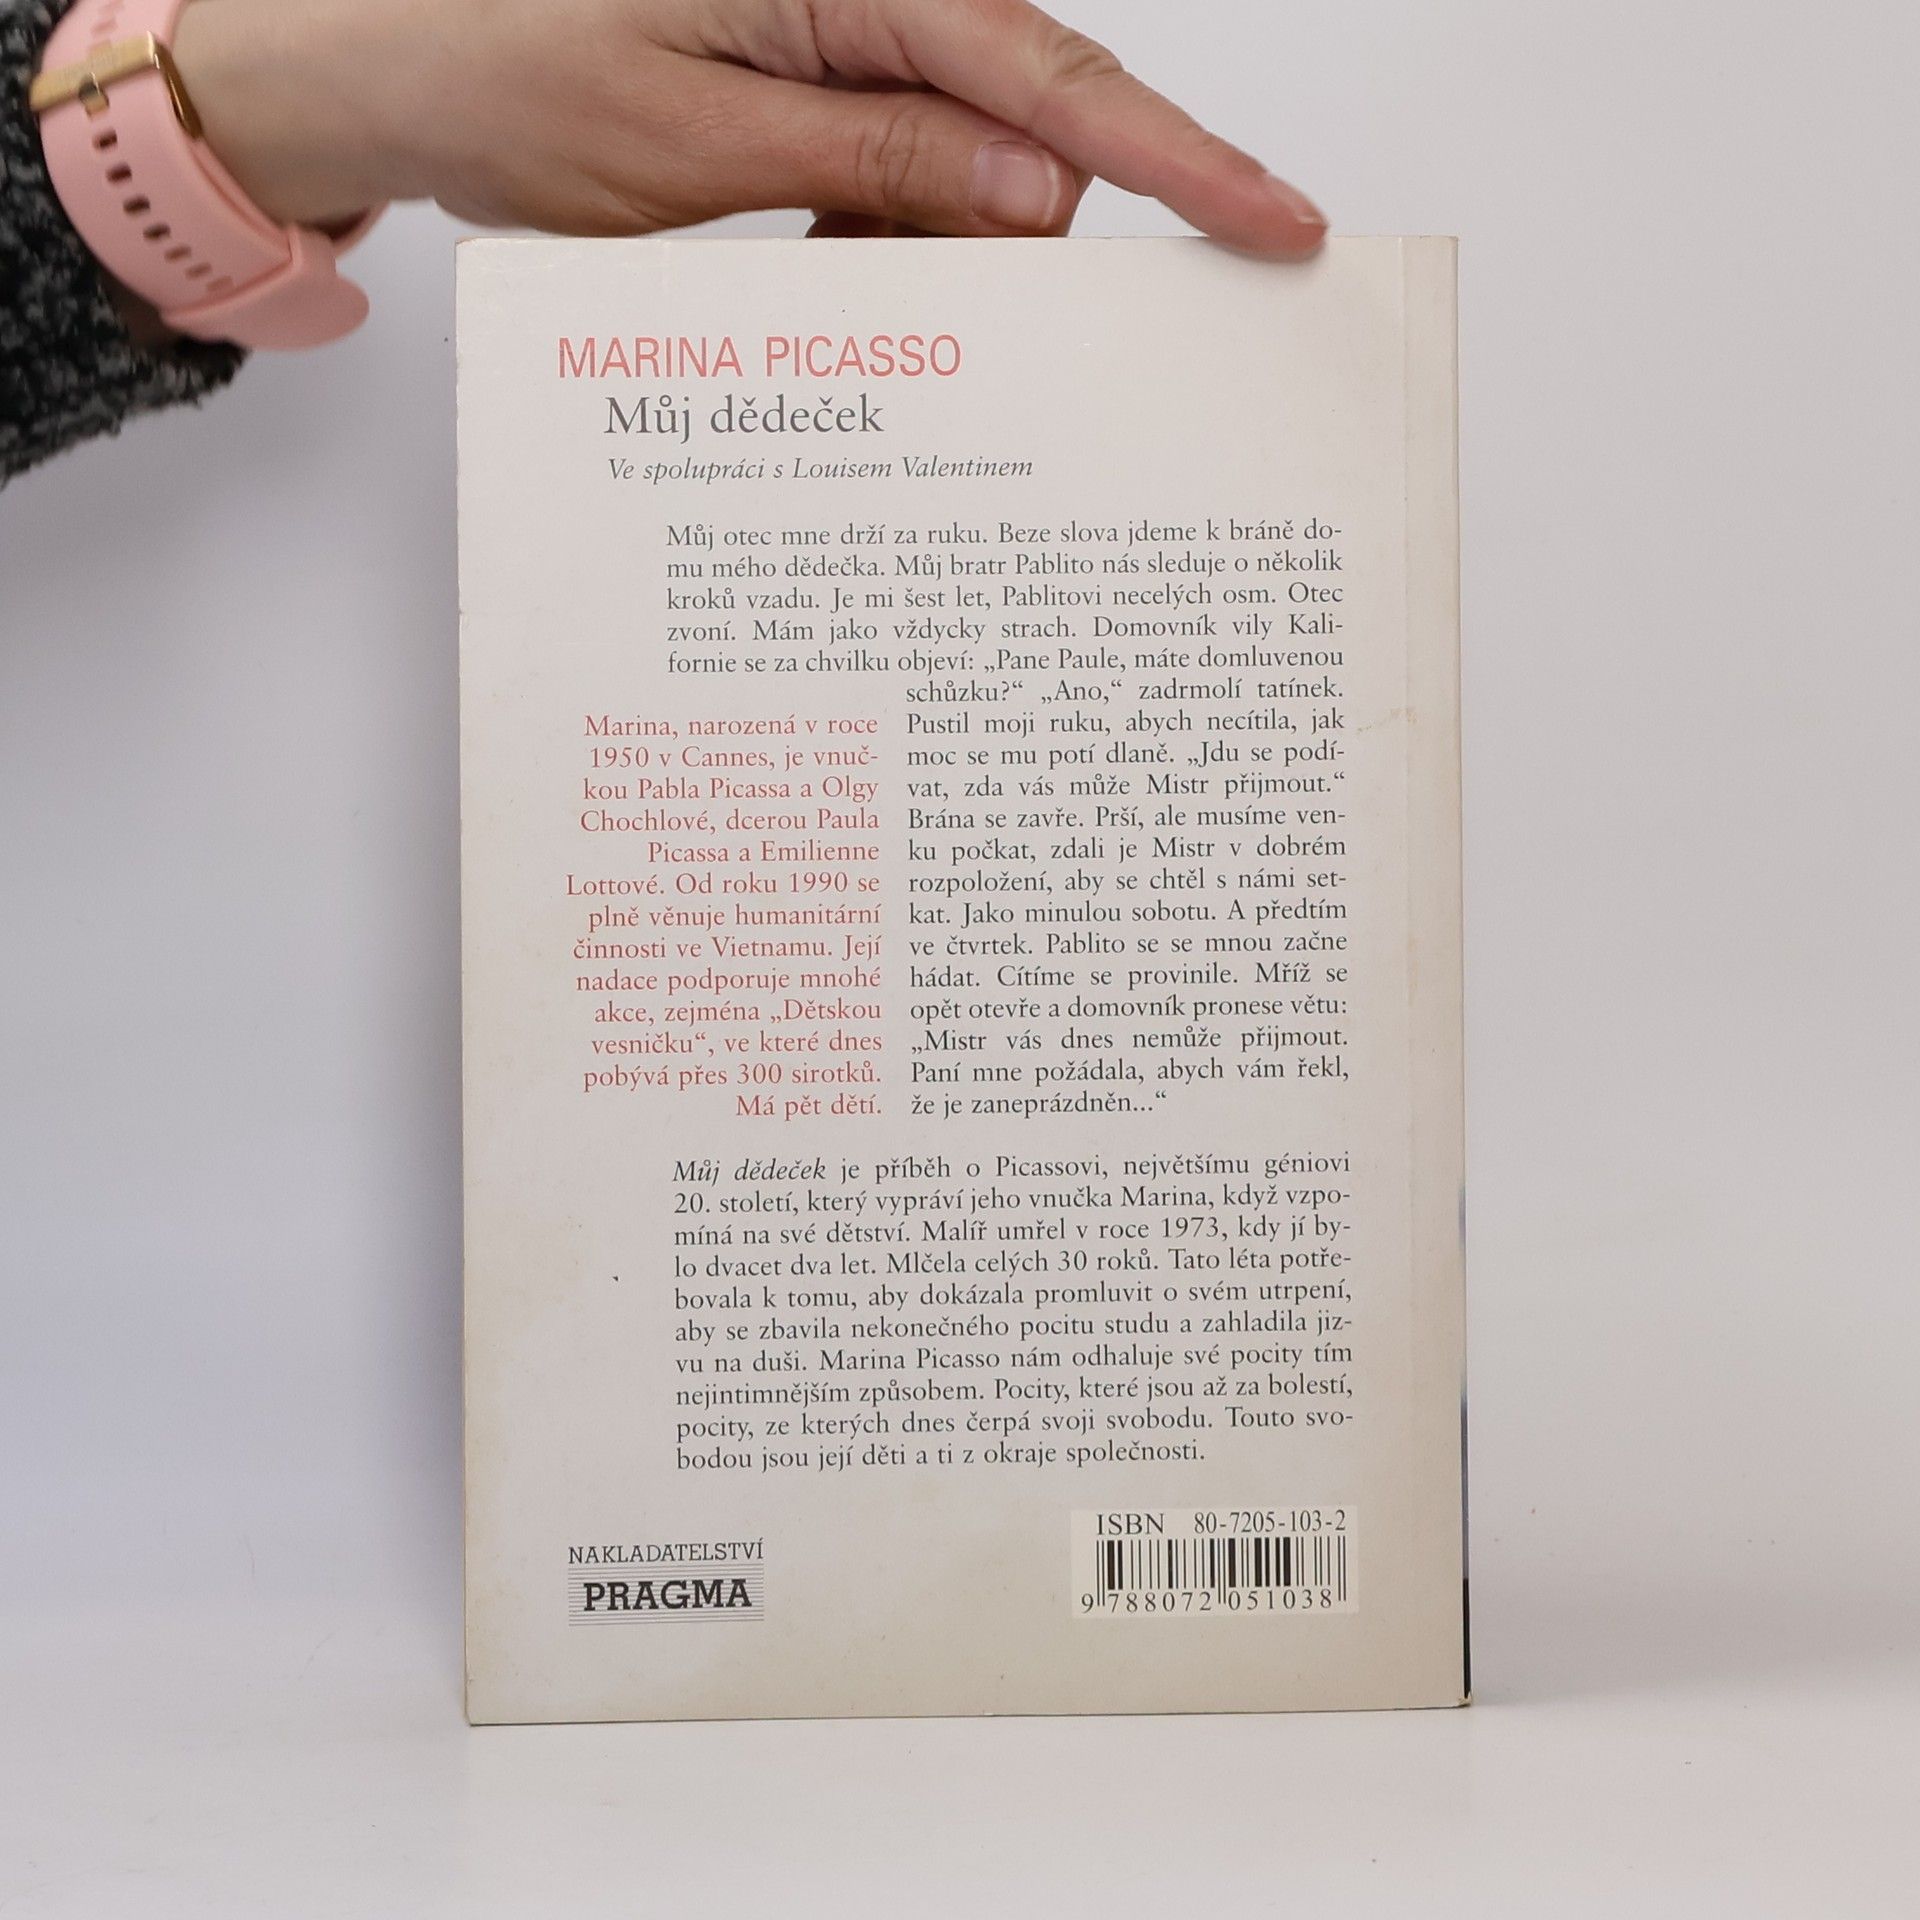 MARINA PICASSO
Můj dědeček
Ve spolupráci s Louisem Valentinem
Můj otec mne drží za ruku. Beze slova jdeme k bráně do-
mu mého dědečka. Můj bratr Pablito nás sleduje o několik
kroků vzadu. Je mi šest let, Pablitovi necelých osm. Otec
zvoní. Mám jako vždycky strach. Domovník vily Kali-
fornie se za chvilku objeví: „Pane Paule, máte domluvenou
schůzku?“ „Ano,“ zadrmolí tatínek.
Pustil moji ruku, abych necítila, jak
moc se mu potí dlaně. „Jdu se podí-
vat, zda vás může Mistr přijmout.“
Brána se zavře. Prší, ale musíme ven-
ku počkat, zdali je Mistr v dobrém
rozpoložení, aby se chtěl s námi set-
kat. Jako minulou sobotu. A předtím
ve čtvrtek. Pablito se se mnou začne
hádat. Cítíme se provinile. Mříž se
opět otevře a domovník pronese větu:
„Mistr vás dnes nemůže přijmout.
Paní mne požádala, abych vám řekl,
že je zaneprázdněn...“
Marina, narozená v roce
1950 v Cannes, je vnuč-
kou Pabla Picassa a Olgy
Chochlové, dcerou Paula
Picassa a Emilienne
Lottové. Od roku 1990 se
plně věnuje humanitární
činnosti ve Vietnamu. Její
nadace podporuje mnohé
akce, zejména „Dětskou
vesničku“, ve které dnes
pobývá přes 300 sirotků.
Má pět dětí.
Můj dědeček je příběh o Picassovi, největšímu géniovi
20. století, který vypráví jeho vnučka Marina, když vzpo-
míná na své dětství. Malíř umřel v roce 1973, kdy jí by-
lo dvacet dva let. Mlčela celých 30 roků. Tato léta potře-
bovala k tomu, aby dokázala promluvit o svém utrpení,
aby se zbavila nekonečného pocitu studu a zahladila jiz-
vu na duši. Marina Picasso nám odhaluje své pocity tím
nejintimnějším způsobem. Pocity, které jsou až za bolestí,
pocity, ze kterých dnes čerpá svoji svobodu. Touto svo-
bodou jsou její děti a ti z okraje společnosti.
NAKLADATELSTVÍ
PRAGMA
ISBN 80-7205-103-2
9 788072 051038